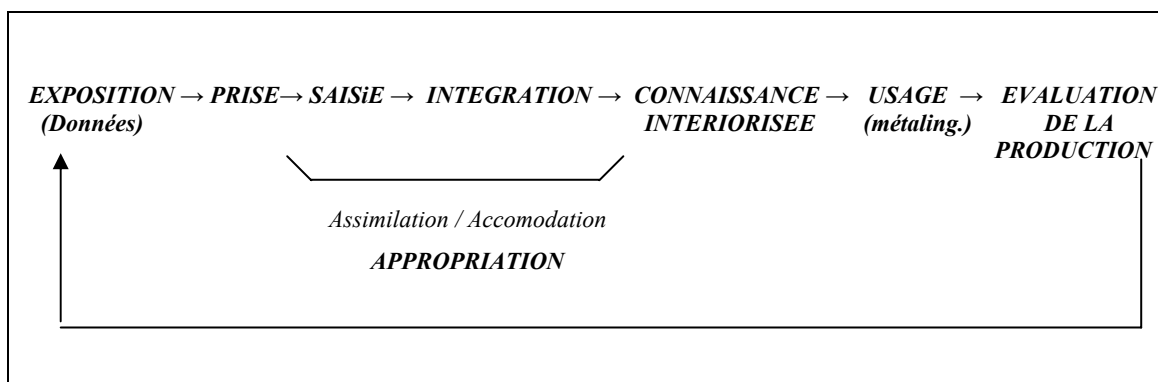 EXPOSITION → PRISE→ SAISiE → INTEGRATION → CONNAISSANCE → USAGE → EVALUATION
(Données) INTERIORISEE (métaling.) DE LA
PRODUCTION
Assimilation / Accomodation
APPROPRIATION